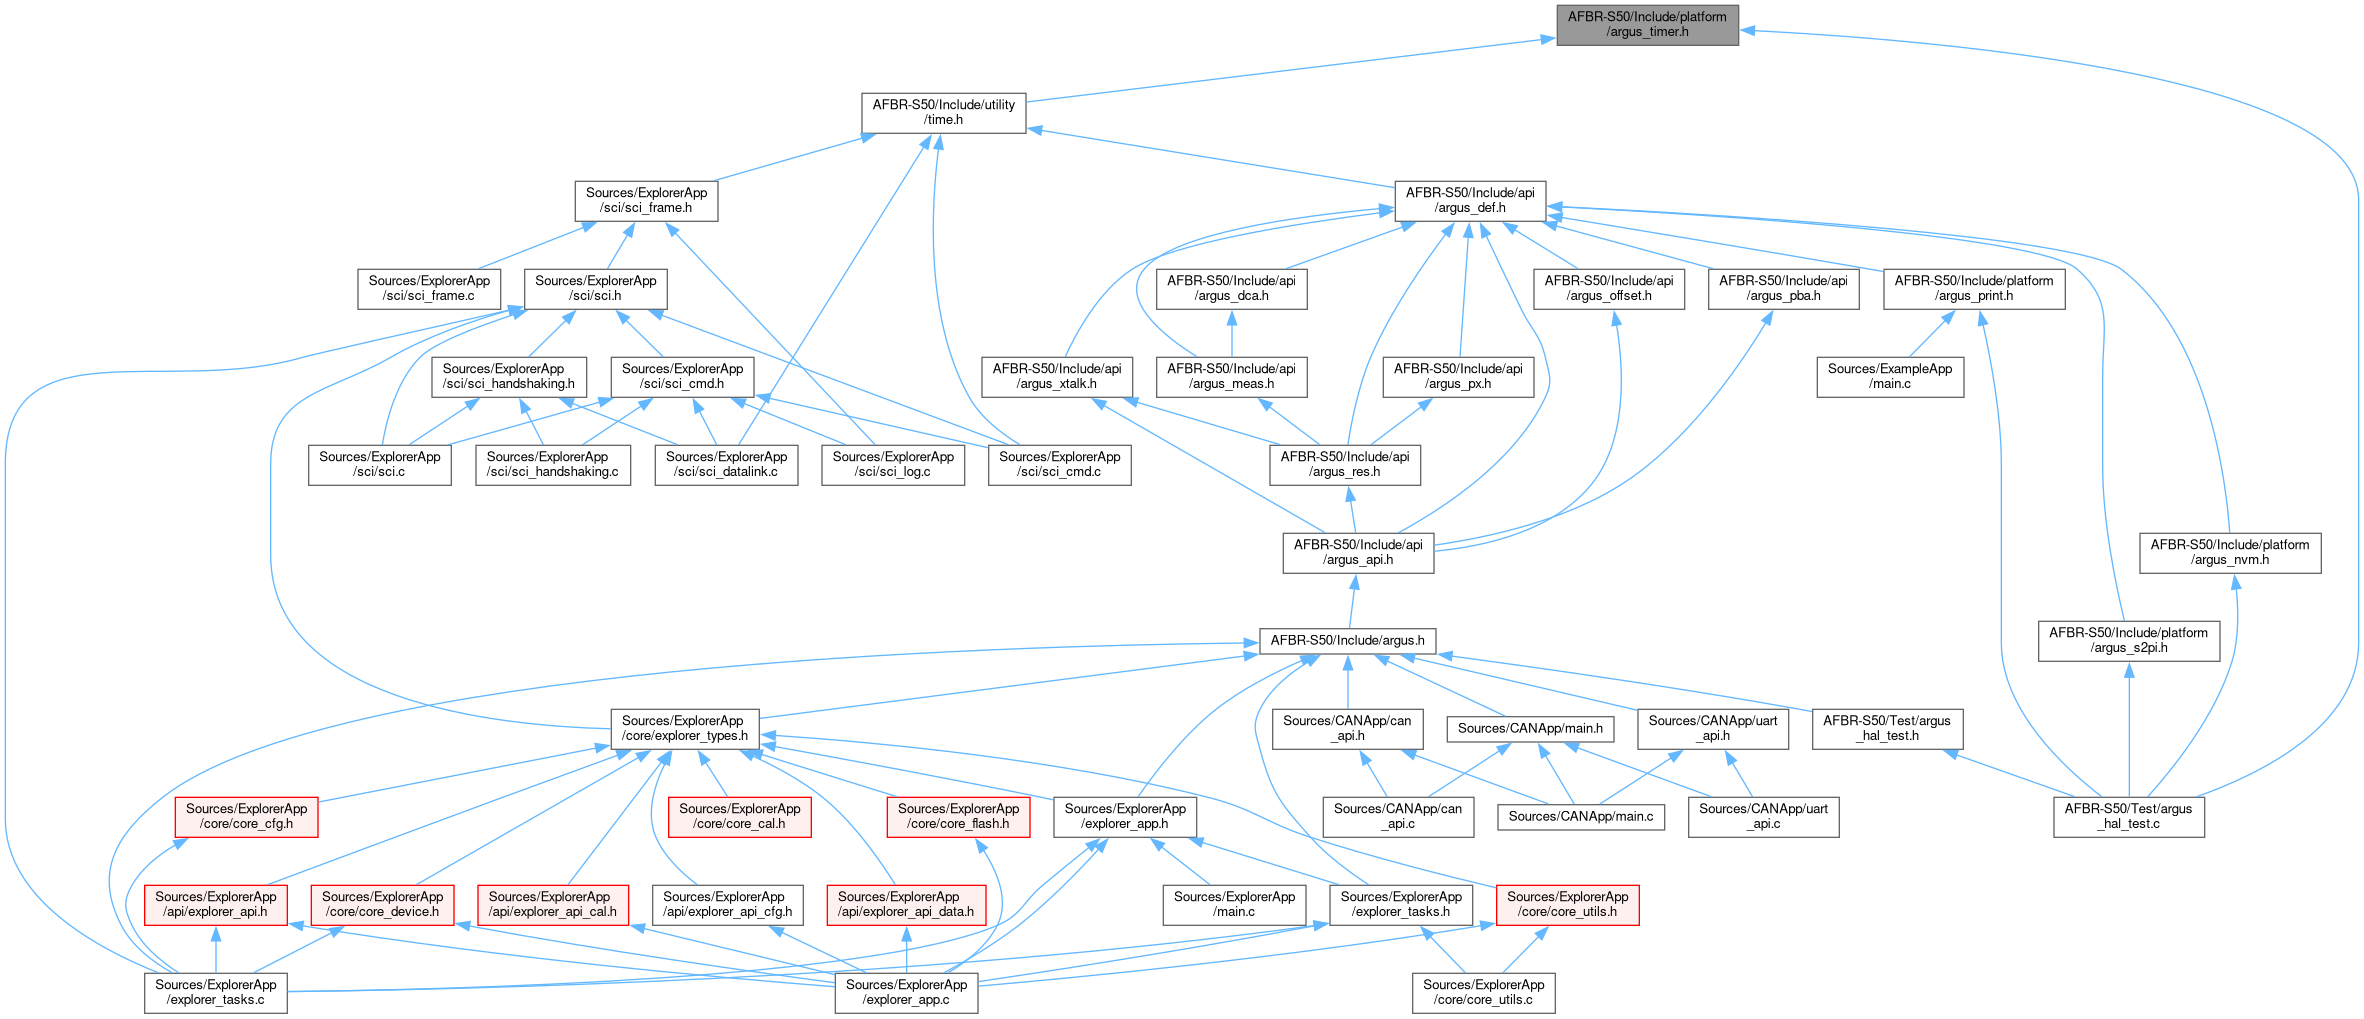 AFBR-S50/Include/platform
/argus_timer.h
AFBR-S50/Include/utility
/time.h
Sources/ExplorerApp
/sci/sci_frame.h
AFBR-S50/Include/api
/argus_def.h
Sources/ExplorerApp
/sci/sci_frame.c
Sources/ExplorerApp
/sci/sci.h
AFBR-S50/Include/api
/argus_dca.h
AFBR-S50/Include/api
/argus_offset.h
AFBR-S50/Include/api
/argus_pba.h
AFBR-S50/Include/platform
/argus_print.h
Sources/ExplorerApp
/sci/sci_handshaking.h
Sources/ExplorerApp
/sci/sci_cmd.h
AFBR-S50/Include/api
/argus_xtalk.h
AFBR-S50/Include/api
/argus_meas.h
AFBR-S50/Include/api
/argus_px.h
Sources/ExampleApp
/main.c
Sources/ExplorerApp
/sci/sci.c
Sources/ExplorerApp
/sci/sci_handshaking.c
Sources/ExplorerApp
/sci/sci_datalink.c
Sources/ExplorerApp
/sci/sci_log.c
Sources/ExplorerApp
/sci/sci_cmd.c
AFBR-S50/Include/api
/argus_res.h
AFBR-S50/Include/api
/argus_api.h
AFBR-S50/Include/platform
/argus_nvm.h
AFBR-S50/Include/argus.h
AFBR-S50/Include/platform
/argus_s2pi.h
Sources/ExplorerApp
/core/explorer_types.h
Sources/CANApp/can
_api.h
Sources/CANApp/main.h
Sources/CANApp/uart
_api.h
AFBR-S50/Test/argus
_hal_test.h
Sources/ExplorerApp
/core/core_cfg.h
Sources/ExplorerApp
/core/core_cal.h
Sources/ExplorerApp
/core/core_flash.h
Sources/ExplorerApp
/explorer_app.h
Sources/CANApp/can
_api.c
Sources/CANApp/main.c
Sources/CANApp/uart
_api.c
AFBR-S50/Test/argus
_hal_test.c
Sources/ExplorerApp
/api/explorer_api.h
Sources/ExplorerApp
/core/core_device.h
Sources/ExplorerApp
/api/explorer_api_cal.h
Sources/ExplorerApp
/api/explorer_api_cfg.h
Sources/ExplorerApp
/api/explorer_api_data.h
Sources/ExplorerApp
/main.c
Sources/ExplorerApp
/explorer_tasks.h
Sources/ExplorerApp
/core/core_utils.h
Sources/ExplorerApp
/explorer_tasks.c
Sources/ExplorerApp
/explorer_app.c
Sources/ExplorerApp
/core/core_utils.c